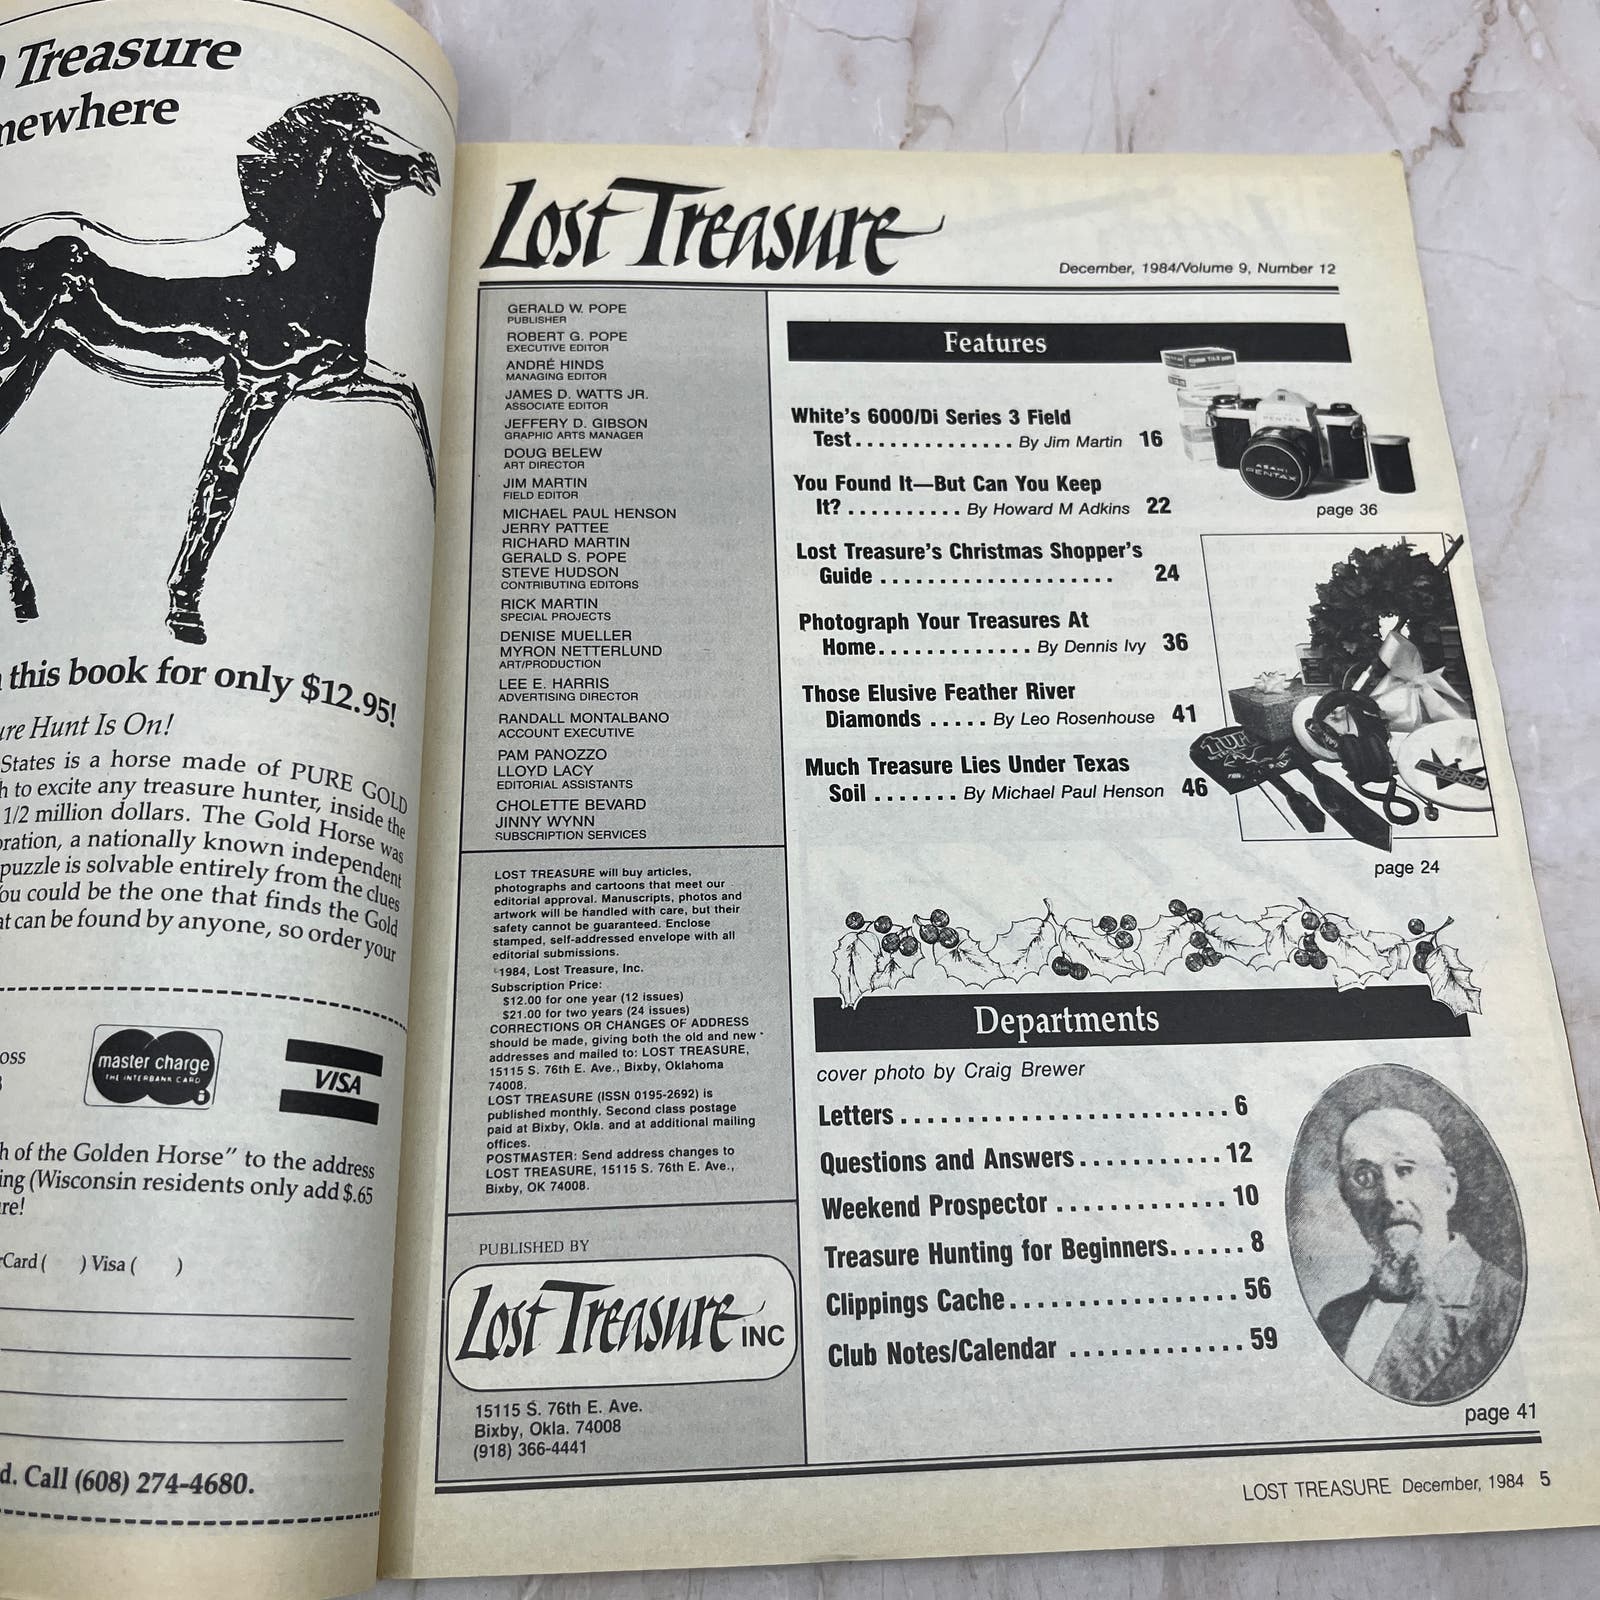 Treasure
mewhere
this book for only $12.95!
ure Hunt Is On!
States is a horse made of PURE GOLD
h to excite any treasure hunter, inside the
1/2 million dollars. The Gold Horse was
oration, a nationally known independent
puzzle is solvable entirely from the clues
You could be the one that finds the Gold
at can be found by anyone, so order your
oss
master charge
THE INTERBANK CARD
VISA
h of the Golden Horse" to the address
ing (Wisconsin residents only add $.65
re!
Card ( ) Visa ( )
d. Call (608) 274-4680.
Lost Treasure
December, 1984/Volume 9, Number 12
GERALD W. POPE
PUBLISHER
ROBERT G. POPE
EXECUTIVE EDITOR
ANDRÉ HINDS
MANAGING EDITOR
JAMES D. WATTS JR.
ASSOCIATE EDITOR
JEFFERY D. GIBSON
GRAPHIC ARTS MANAGER
DOUG BELEW
ART DIRECTOR
JIM MARTIN
FIELD EDITOR
MICHAEL PAUL HENSON
JERRY PATTEE
RICHARD MARTIN
GERALD S. POPE
STEVE HUDSON
CONTRIBUTING EDITORS
RICK MARTIN
SPECIAL PROJECTS
DENISE MUELLER
MYRON NETTERLUND
ART/PRODUCTION
LEE E. HARRIS
ADVERTISING DIRECTOR
RANDALL MONTALBANO
ACCOUNT EXECUTIVE
PAM PANOZZO
LLOYD LACY
EDITORIAL ASSISTANTS
CHOLETTE BEVARD
JINNY WYNN
SUBSCRIPTION SERVICES
LOST TREASURE will buy articles,
photographs and cartoons that meet our
editorial approval. Manuscripts, photos and
artwork will be handled with care, but their
safety cannot be guaranteed. Enclose
stamped, self-addressed envelope with all
editorial submissions.
1984, Lost Treasure, Inc.
Subscription Price:
$12.00 for one year (12 issues)
$21.00 for two years (24 issues)
CORRECTIONS OR CHANGES OF ADDRESS
should be made, giving both the old and new
addresses and mailed to: LOST TREASURE,
15115 S. 76th E. Ave., Bixby, Oklahoma
74008.
LOST TREASURE (ISSN 0195-2692) is
published monthly. Second class postage
paid at Bixby, Okla. and at additional mailing
offices.
POSTMASTER: Send address changes to
LOST TREASURE, 15115 S. 76th E. Ave.,
Bixby, OK 74008.
PUBLISHED BY
Lost Treasure INC
15115 S. 76th E. Ave.
Bixby, Okla. 74008
(918) 366-4441
Features
White's 6000/Di Series 3 Field
Test.............. By Jim Martin 16
You Found It—But Can You Keep
It? .......... By Howard M Adkins 22
Lost Treasure's Christmas Shopper's
Guide .................... 24
Photograph Your Treasures At
Home............. By Dennis Ivy 36
Those Elusive Feather River
Diamonds ..... By Leo Rosenhouse 41
Much Treasure Lies Under Texas
Soil ....... By Michael Paul Henson 46
PENTAX
ASAHI
PENTAX
page 36
FISHER
page 24
Departments
cover photo by Craig Brewer
Letters ............................ 6
Questions and Answers........... 12
Weekend Prospector ............. 10
Treasure Hunting for Beginners...... 8
Clippings Cache................... 56
Club Notes/Calendar ............. 59
page 41
LOST TREASURE December, 1984 5